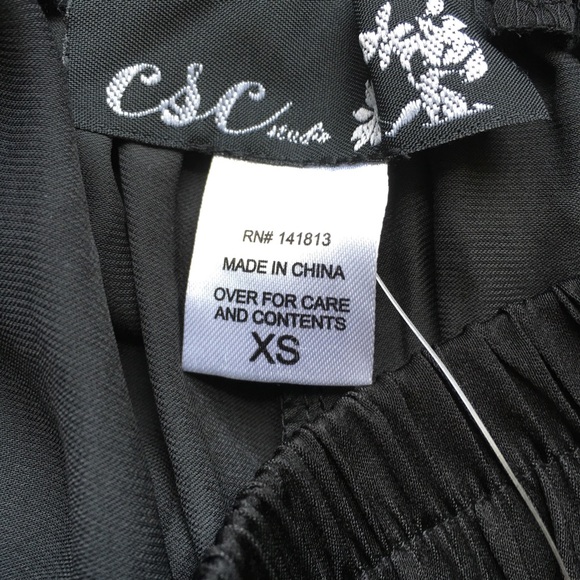 CSC studio
RN# 141813
MADE IN CHINA
OVER FOR CARE
AND CONTENTS
XS